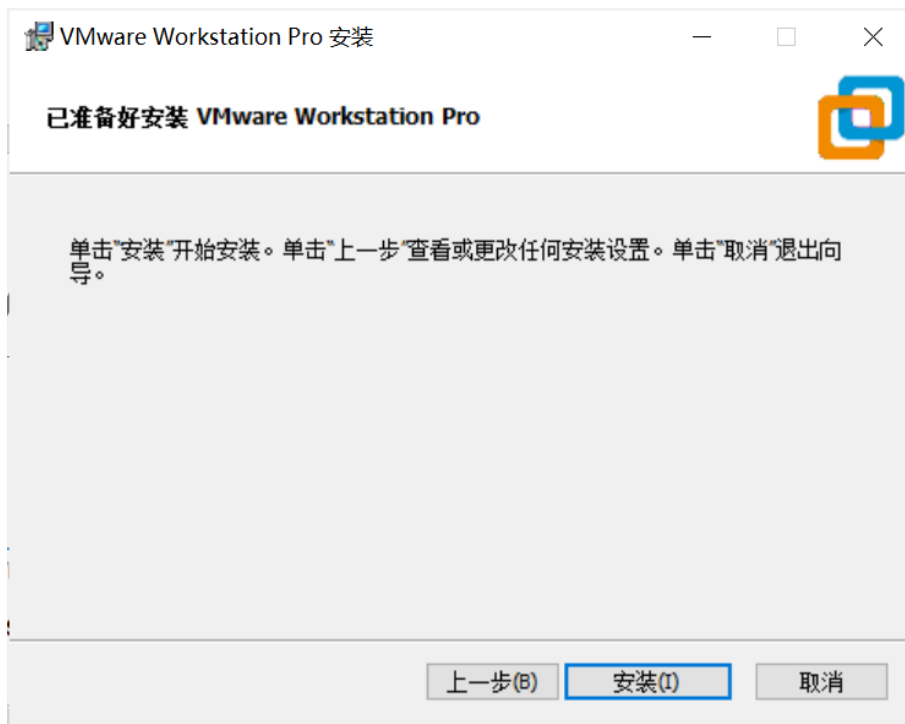 VMware Workstation Pro 安装
已准备好安装 VMware Workstation Pro
单击"安装"开始安装。单击"上一步"查看或更改任何安装设置。单击"取消"退出向
导。
上一步(B) 安装(I) 取消